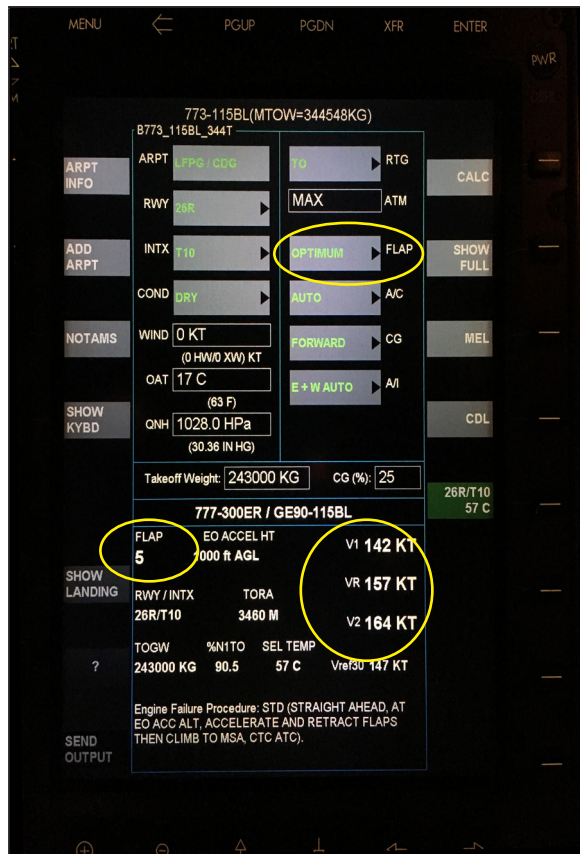 MENU
PGUP
PGDN
XFR
ENTER
PWR
773-115BL(MTOW=344548KG)
B773_115BL_344T
ARPT INFO
ARPT LFPG / CDG
TO RTG
CALC
RWY 26R
MAX ATM
ADD ARPT
INTX T10
OPTIMUM FLAP
SHOW FULL
COND DRY
AUTO A/C
NOTAMS
WIND 0 KT
(0 HW/0 XW) KT
FORWARD CG
MEL
OAT 17 C
(63 F)
E + W AUTO A/I
SHOW KYBD
QNH 1028.0 HPa
(30.36 IN HG)
CDL
Takeoff Weight: 243000 KG CG (%): 25
26R/T10
57 C
777-300ER / GE90-115BL
FLAP
5
EO ACCEL HT
000 ft AGL
V1 142 KT
VR 157 KT
V2 164 KT
SHOW LANDING
RWY / INTX TORA
26R/T10 3460 M
TOGW %N1TO SEL TEMP
243000 KG 90.5 57 C Vref30 147 KT
?
Engine Failure Procedure: STD (STRAIGHT AHEAD, AT
EO ACC ALT, ACCELERATE AND RETRACT FLAPS
THEN CLIMB TO MSA, CTC ATC).
SEND OUTPUT